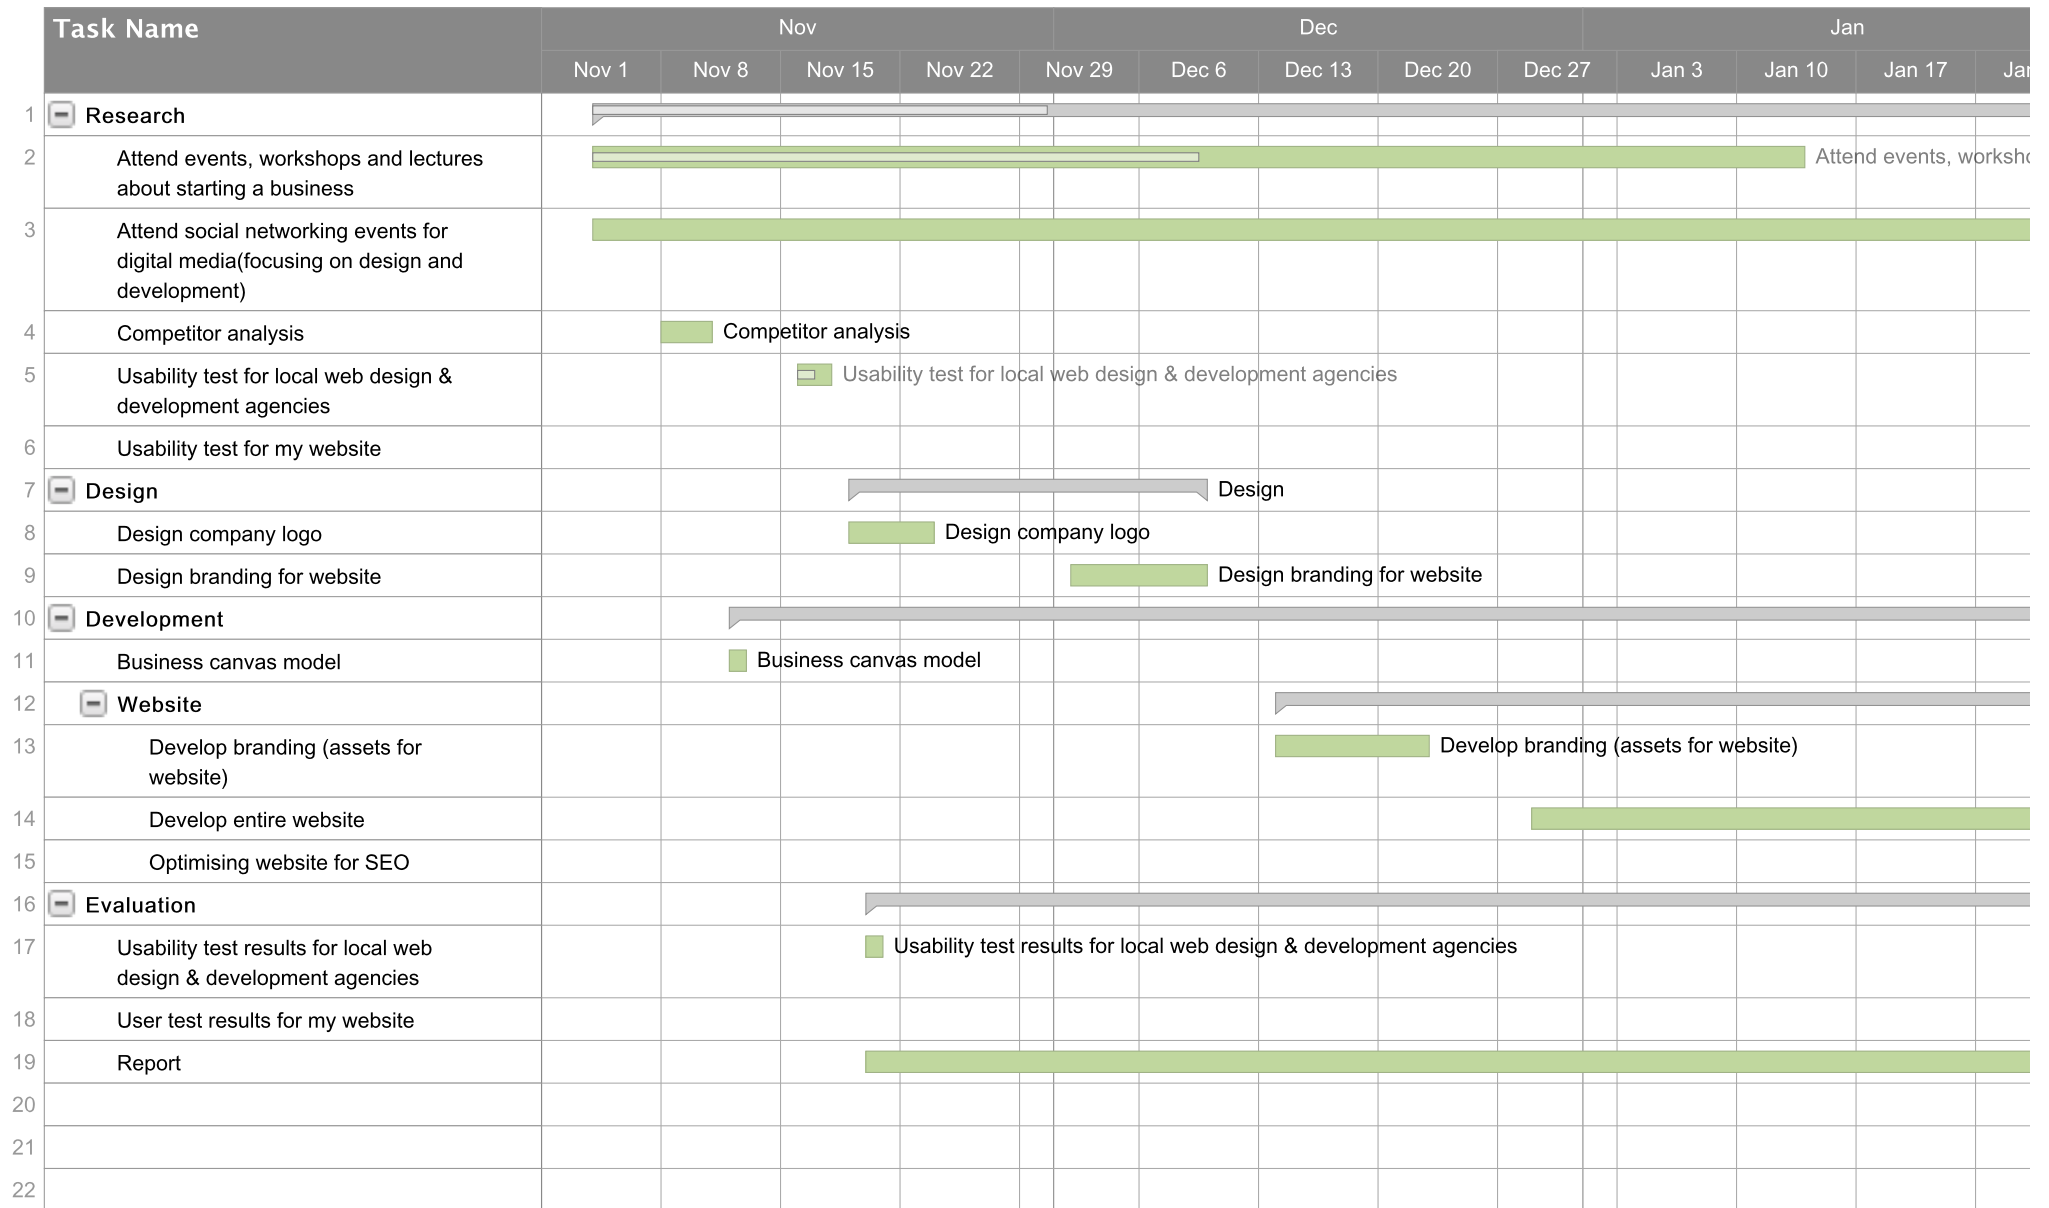 Task Name
Nov Dec Jan
Nov 1 Nov 8 Nov 15 Nov 22 Nov 29 Dec 6 Dec 13 Dec 20 Dec 27 Jan 3 Jan 10 Jan 17
1 Research
2 Attend events, workshops and lectures Attend events,
about starting a business
3 Attend social networking events for
digital media(focusing on design and
development)
4 Competitor analysis Competitor analysis
5 Usability test for local web design & Usability test for local web design & development agencies
development agencies
6 Usability test for my website
7 Design Design
8 Design company logo Design company logo
9 Design branding for website Design branding for website
10 Development
11 Business canvas model Business canvas model
12 Website
13 Develop branding (assets for Develop branding (assets for website)
website)
14 Develop entire website
15 Optimising website for SEO
16 Evaluation
17 Usability test results for local web Usability test results for local web design & development agencies
design & development agencies
18 User test results for my website
19 Report
20
21
22